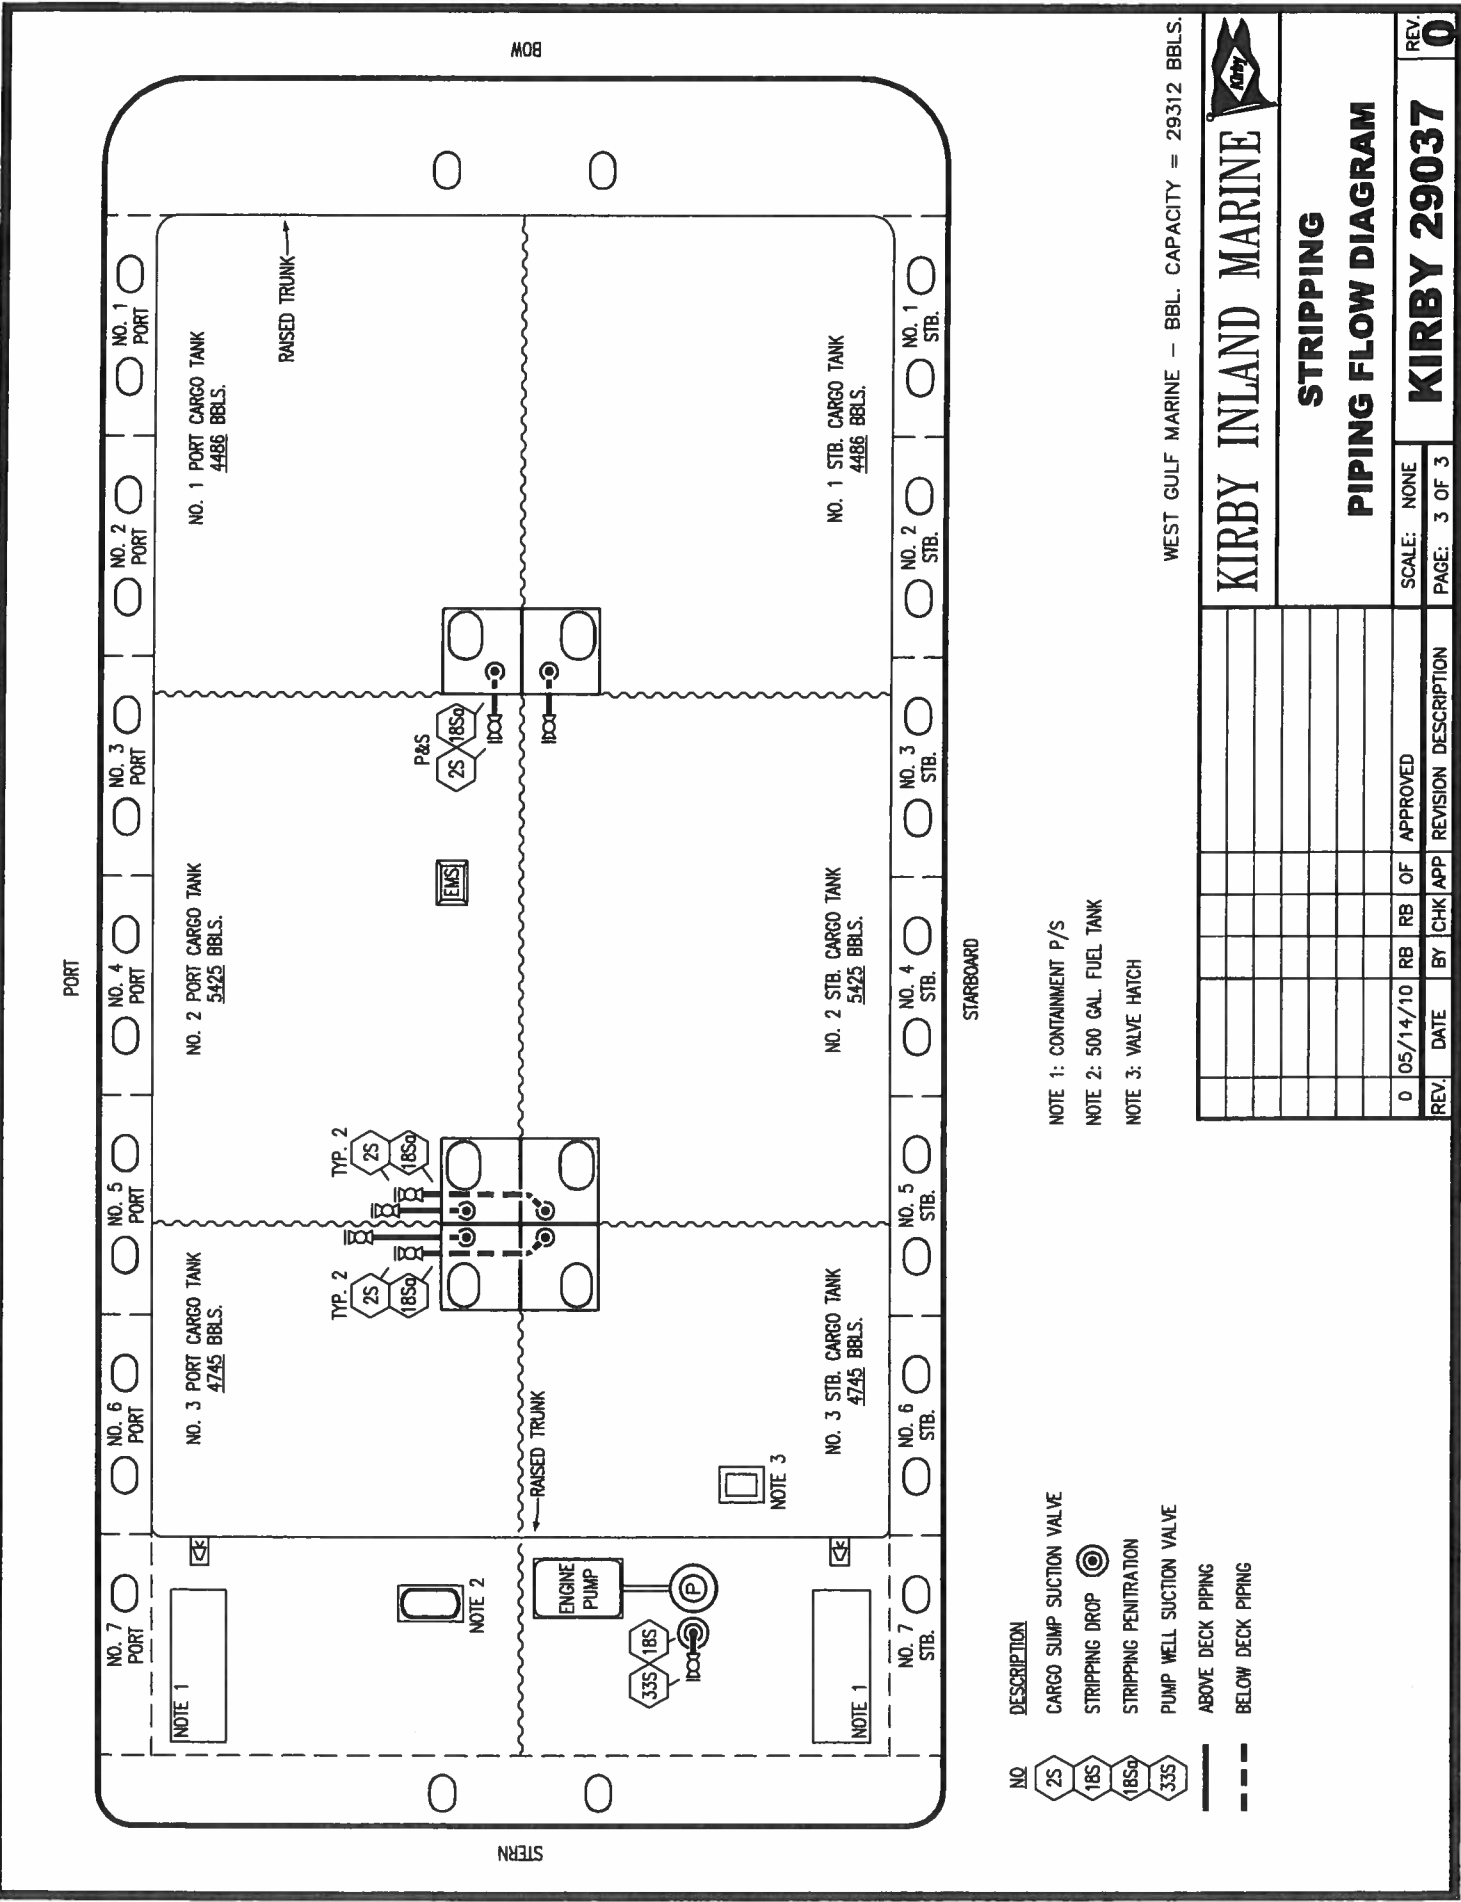 PORT
STERN
BOW
STARBOARD
NO. 7
PORT
NO. 6
PORT
NO. 5
PORT
NO. 4
PORT
NO. 3
PORT
NO. 2
PORT
NO. 1
PORT
NO. 3 PORT CARGO TANK
4745 BBLS.
NO. 2 PORT CARGO TANK
5425 BBLS.
NO. 1 PORT CARGO TANK
4486 BBLS.
RAISED TRUNK
NOTE 1
NOTE 2
TYP. 2
2S
18Sa
TYP. 2
2S
18Sa
EMS
P&S
2S
18Sa
RAISED TRUNK
ENGINE
PUMP
P
33S
18S
NOTE 3
NOTE 1
NO. 3 STB. CARGO TANK
4745 BBLS.
NO. 2 STB. CARGO TANK
5425 BBLS.
NO. 1 STB. CARGO TANK
4486 BBLS.
NO. 7
STB.
NO. 6
STB.
NO. 5
STB.
NO. 4
STB.
NO. 3
STB.
NO. 2
STB.
NO. 1
STB.
NO DESCRIPTION
2S CARGO SUMP SUCTION VALVE
18S STRIPPING DROP
18Sa STRIPPING PENITRATION
33S PUMP WELL SUCTION VALVE
ABOVE DECK PIPING
BELOW DECK PIPING
NOTE 1: CONTAINMENT P/S
NOTE 2: 500 GAL. FUEL TANK
NOTE 3: VALVE HATCH
WEST GULF MARINE – BBL. CAPACITY = 29312 BBLS.
KIRBY INLAND MARINE
Kirby
STRIPPING
PIPING FLOW DIAGRAM
0 05/14/10 RB RB OF APPROVED
REV. DATE BY CHK APP REVISION DESCRIPTION
SCALE: NONE
PAGE: 3 OF 3
KIRBY 29037
REV.
0